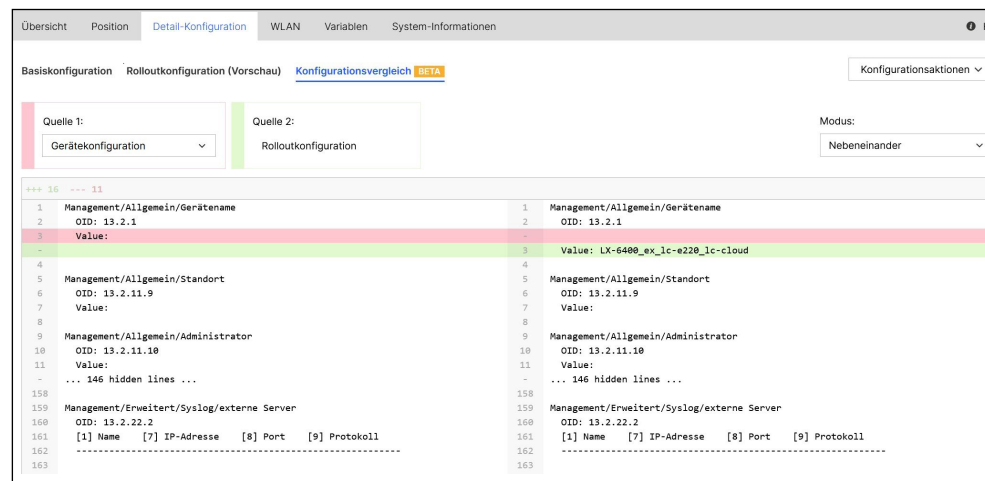 Übersicht Position Detail-Konfiguration WLAN Variablen System-Informationen
Basiskonfiguration Rolloutkonfiguration (Vorschau) Konfigurationsvergleich BETA Konfigurationsaktionen
Quelle 1: Quelle 2: Modus:
Gerätekonfiguration Rolloutkonfiguration Nebeneinander
+++ 16 --- 11
1 Management/Allgemein/Gerätename 1 Management/Allgemein/Gerätename
2 OID: 13.2.1 2 OID: 13.2.1
3 Value: -
- 3 Value: LX-6400_ex_lc-e220_lc-cloud
4 4
5 Management/Allgemein/Standort 5 Management/Allgemein/Standort
6 OID: 13.2.11.9 6 OID: 13.2.11.9
7 Value: 7 Value:
8 8
9 Management/Allgemein/Administrator 9 Management/Allgemein/Administrator
10 OID: 13.2.11.10 10 OID: 13.2.11.10
11 Value: 11 Value:
- ... 146 hidden lines ... - ... 146 hidden lines ...
158 158
159 Management/Erweitert/Syslog/externe Server 159 Management/Erweitert/Syslog/externe Server
160 OID: 13.2.22.2 160 OID: 13.2.22.2
161 [1] Name [7] IP-Adresse [8] Port [9] Protokoll 161 [1] Name [7] IP-Adresse [8] Port [9] Protokoll
162 ------------------------------------------------------------ 162 ------------------------------------------------------------
163 163